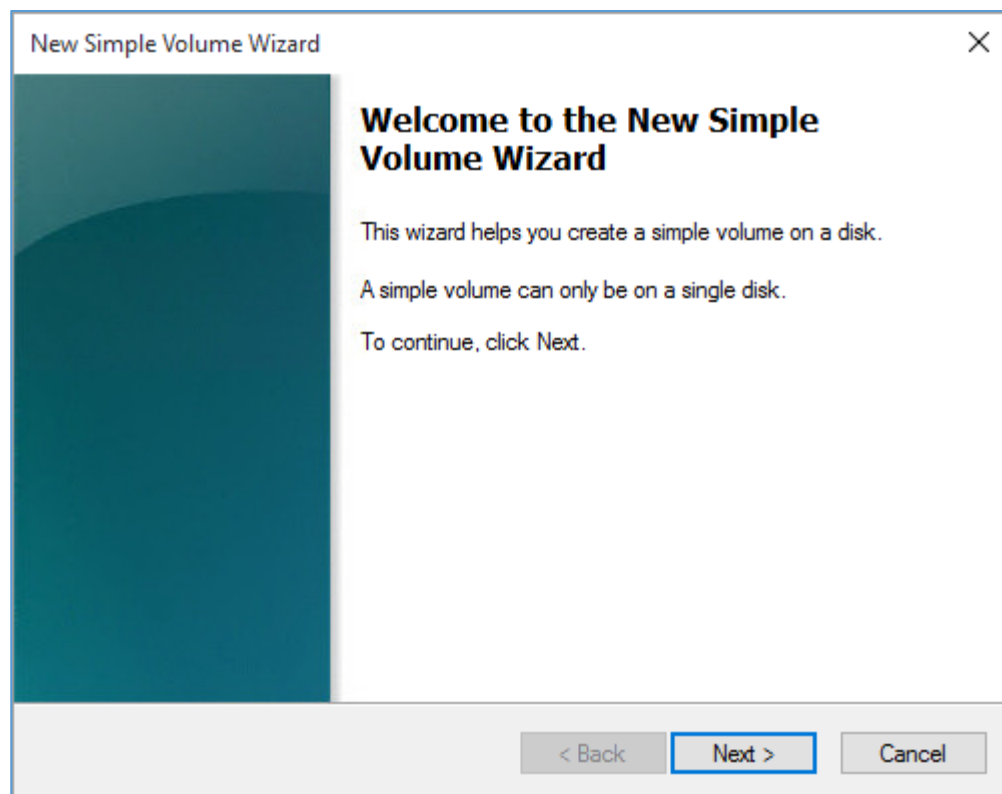 New Simple Volume Wizard
Welcome to the New Simple
Volume Wizard
This wizard helps you create a simple volume on a disk.
A simple volume can only be on a single disk.
To continue, click Next.
< Back
Next >
Cancel